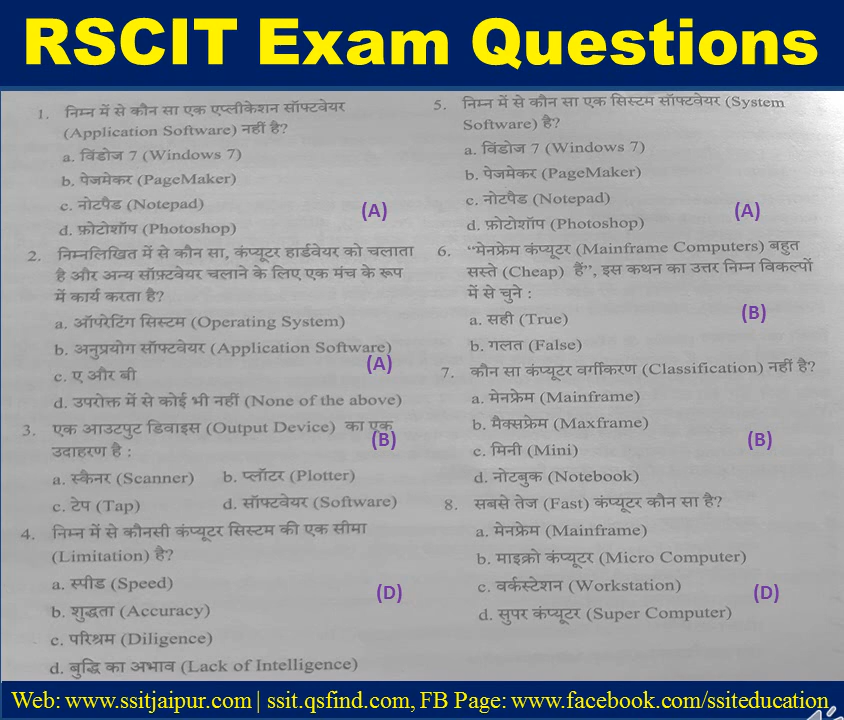 RSCIT Exam Questions
1. निम्न में से कौन सा एक एप्लीकेशन सॉफ्टवेयर
(Application Software) नहीं है?
a. विंडोज 7 (Windows 7)
b. पेजमेकर (PageMaker)
c. नोटपैड (Notepad)
(A)
d. फ़ोटोशॉप (Photoshop)
2. निम्नलिखित में से कौन सा, कंप्यूटर हार्डवेयर को चलाता
है और अन्य सॉफ़्टवेयर चलाने के लिए एक मंच के रूप
में कार्य करता है?
a. ऑपरेटिंग सिस्टम (Operating System)
b. अनुप्रयोग सॉफ्टवेयर (Application Software)
(A)
c. ए और बी
d. उपरोक्त में से कोई भी नहीं (None of the above)
3. एक आउटपुट डिवाइस (Output Device) का एक
(B)
उदाहरण है :
a. स्कैनर (Scanner) b. प्लॉटर (Plotter)
c. टेप (Tap) d. सॉफ्टवेयर (Software)
4. निम्न में से कौनसी कंप्यूटर सिस्टम की एक सीमा
(Limitation) है?
a. स्पीड (Speed)
(D)
b. शुद्धता (Accuracy)
c. परिश्रम (Diligence)
d. बुद्धि का अभाव (Lack of Intelligence)
5. निम्न में से कौन सा एक सिस्टम सॉफ्टवेयर (System
Software) है?
a. विंडोज 7 (Windows 7)
b. पेजमेकर (PageMaker)
c. नोटपैड (Notepad)
(A)
d. फ़ोटोशॉप (Photoshop)
6. “मेनफ्रेम कंप्यूटर (Mainframe Computers) बहुत
सस्ते (Cheap) हैं”, इस कथन का उत्तर निम्न विकल्पों
में से चुने :
(B)
a. सही (True)
b. गलत (False)
7. कौन सा कंप्यूटर वर्गीकरण (Classification) नहीं है?
a. मेनफ्रेम (Mainframe)
b. मैक्सफ्रेम (Maxframe)
(B)
c. मिनी (Mini)
d. नोटबुक (Notebook)
8. सबसे तेज (Fast) कंप्यूटर कौन सा है?
a. मेनफ्रेम (Mainframe)
b. माइक्रो कंप्यूटर (Micro Computer)
c. वर्कस्टेशन (Workstation)
(D)
d. सुपर कंप्यूटर (Super Computer)
Web: www.ssitjaipur.com | ssit.qsfind.com, FB Page: www.facebook.com/ssiteducation